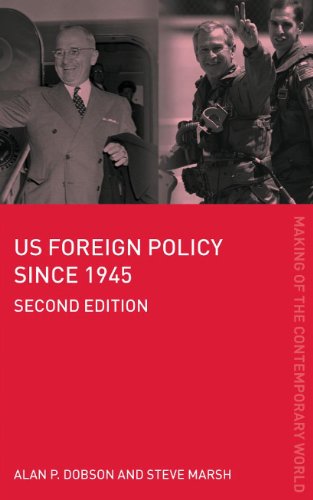 US FOREIGN POLICY
SINCE 1945
SECOND EDITION
ALAN P. DOBSON AND STEVE MARSH
MAKING OF THE CONTEMPORARY WORLD